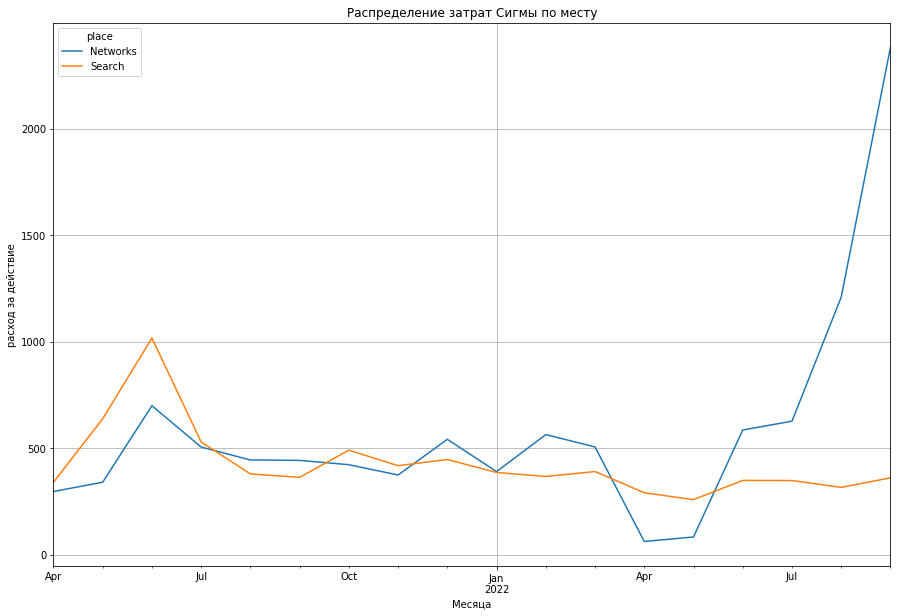 Распределение затрат Сигмы по месту
place
Networks
Search
расход за действие
2000
1500
1000
500
0
Apr
Jul
Oct
Jan
2022
Apr
Jul
Месяца